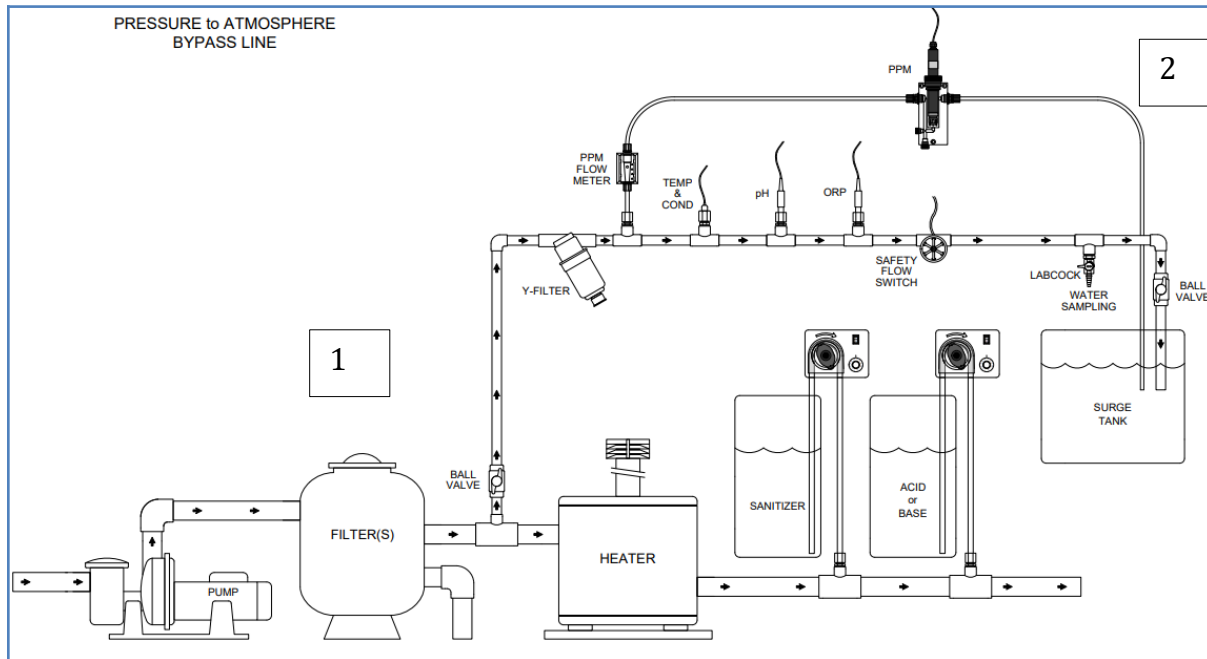 PRESSURE to ATMOSPHERE
BYPASS LINE
PPM
2
PPM
FLOW
METER
TEMP
&
COND
pH
ORP
Y-FILTER
SAFETY
FLOW
SWITCH
LABCOCK
WATER
SAMPLING
BALL
VALVE
1
SURGE
TANK
BALL
VALVE
SANITIZER
ACID
or
BASE
FILTER(S)
HEATER
PUMP